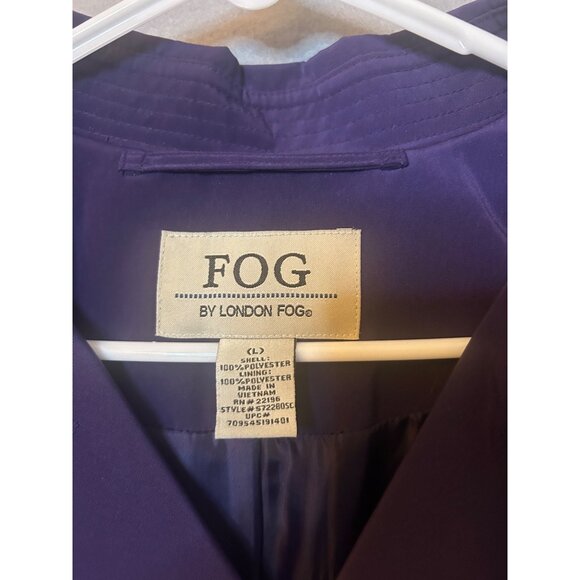 FOG
BY LONDON FOG®
(L)
SHELL:
100%POLYESTER
LINING:
100%POLYESTER
MADE IN
VIETNAM
RN# 22196
STYLE#S72280SC
UPC#
709545191401